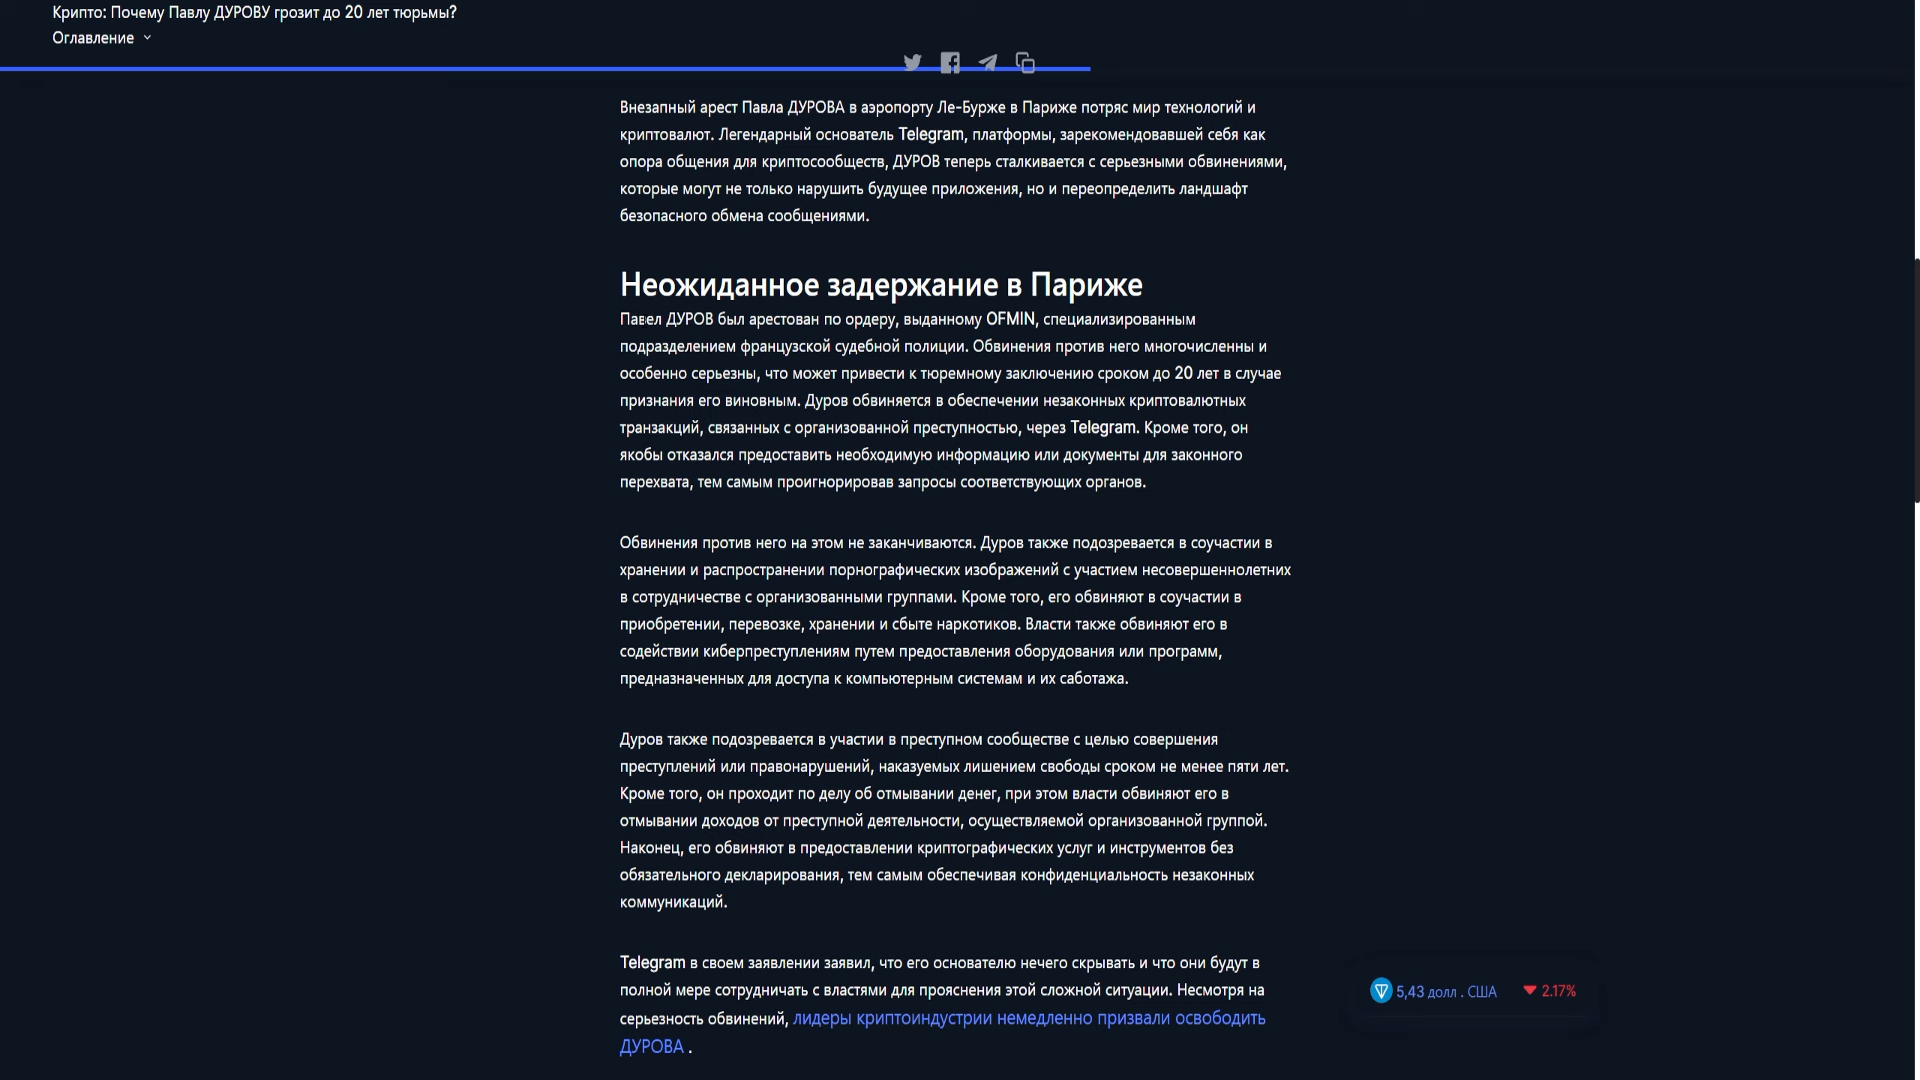 Крипто: Почему Павлу ДУРОВУ грозит до 20 лет тюрьмы?
Оглавление
Внезапный арест Павла ДУРОВА в аэропорту Ле-Бурже в Париже потряс мир технологий и
криптовалют. Легендарный основатель Telegram, платформы, зарекомендовавшей себя как
опора общения для криптосообществ, ДУРОВ теперь сталкивается с серьезными обвинениями,
которые могут не только нарушить будущее приложения, но и переопределить ландшафт
безопасного обмена сообщениями.
Неожиданное задержание в Париже
Павел ДУРОВ был арестован по ордеру, выданному OFMIN, специализированным
подразделением французской судебной полиции. Обвинения против него многочисленны и
особенно серьезны, что может привести к тюремному заключению сроком до 20 лет в случае
признания его виновным. Дуров обвиняется в обеспечении незаконных криптовалютных
транзакций, связанных с организованной преступностью, через Telegram. Кроме того, он
якобы отказался предоставить необходимую информацию или документы для законного
перехвата, тем самым проигнорировав запросы соответствующих органов.
Обвинения против него на этом не заканчиваются. Дуров также подозревается в соучастии в
хранении и распространении порнографических изображений с участием несовершеннолетних
в сотрудничестве с организованными группами. Кроме того, его обвиняют в соучастии в
приобретении, перевозке, хранении и сбыте наркотиков. Власти также обвиняют его в
содействии киберпреступлениям путем предоставления оборудования или программ,
предназначенных для доступа к компьютерным системам и их саботажа.
Дуров также подозревается в участии в преступном сообществе с целью совершения
преступлений или правонарушений, наказуемых лишением свободы сроком не менее пяти лет.
Кроме того, он проходит по делу об отмывании денег, при этом власти обвиняют его в
отмывании доходов от преступной деятельности, осуществляемой организованной группой.
Наконец, его обвиняют в предоставлении криптографических услуг и инструментов без
обязательного декларирования, тем самым обеспечивая конфиденциальность незаконных
коммуникаций.
Telegram в своем заявлении заявил, что его основателю нечего скрывать и что они будут в
полной мере сотрудничать с властями для прояснения этой сложной ситуации. Несмотря на
серьезность обвинений, лидеры криптоиндустрии немедленно призвали освободить
ДУРОВА .
5,43 долл . США 2.17%